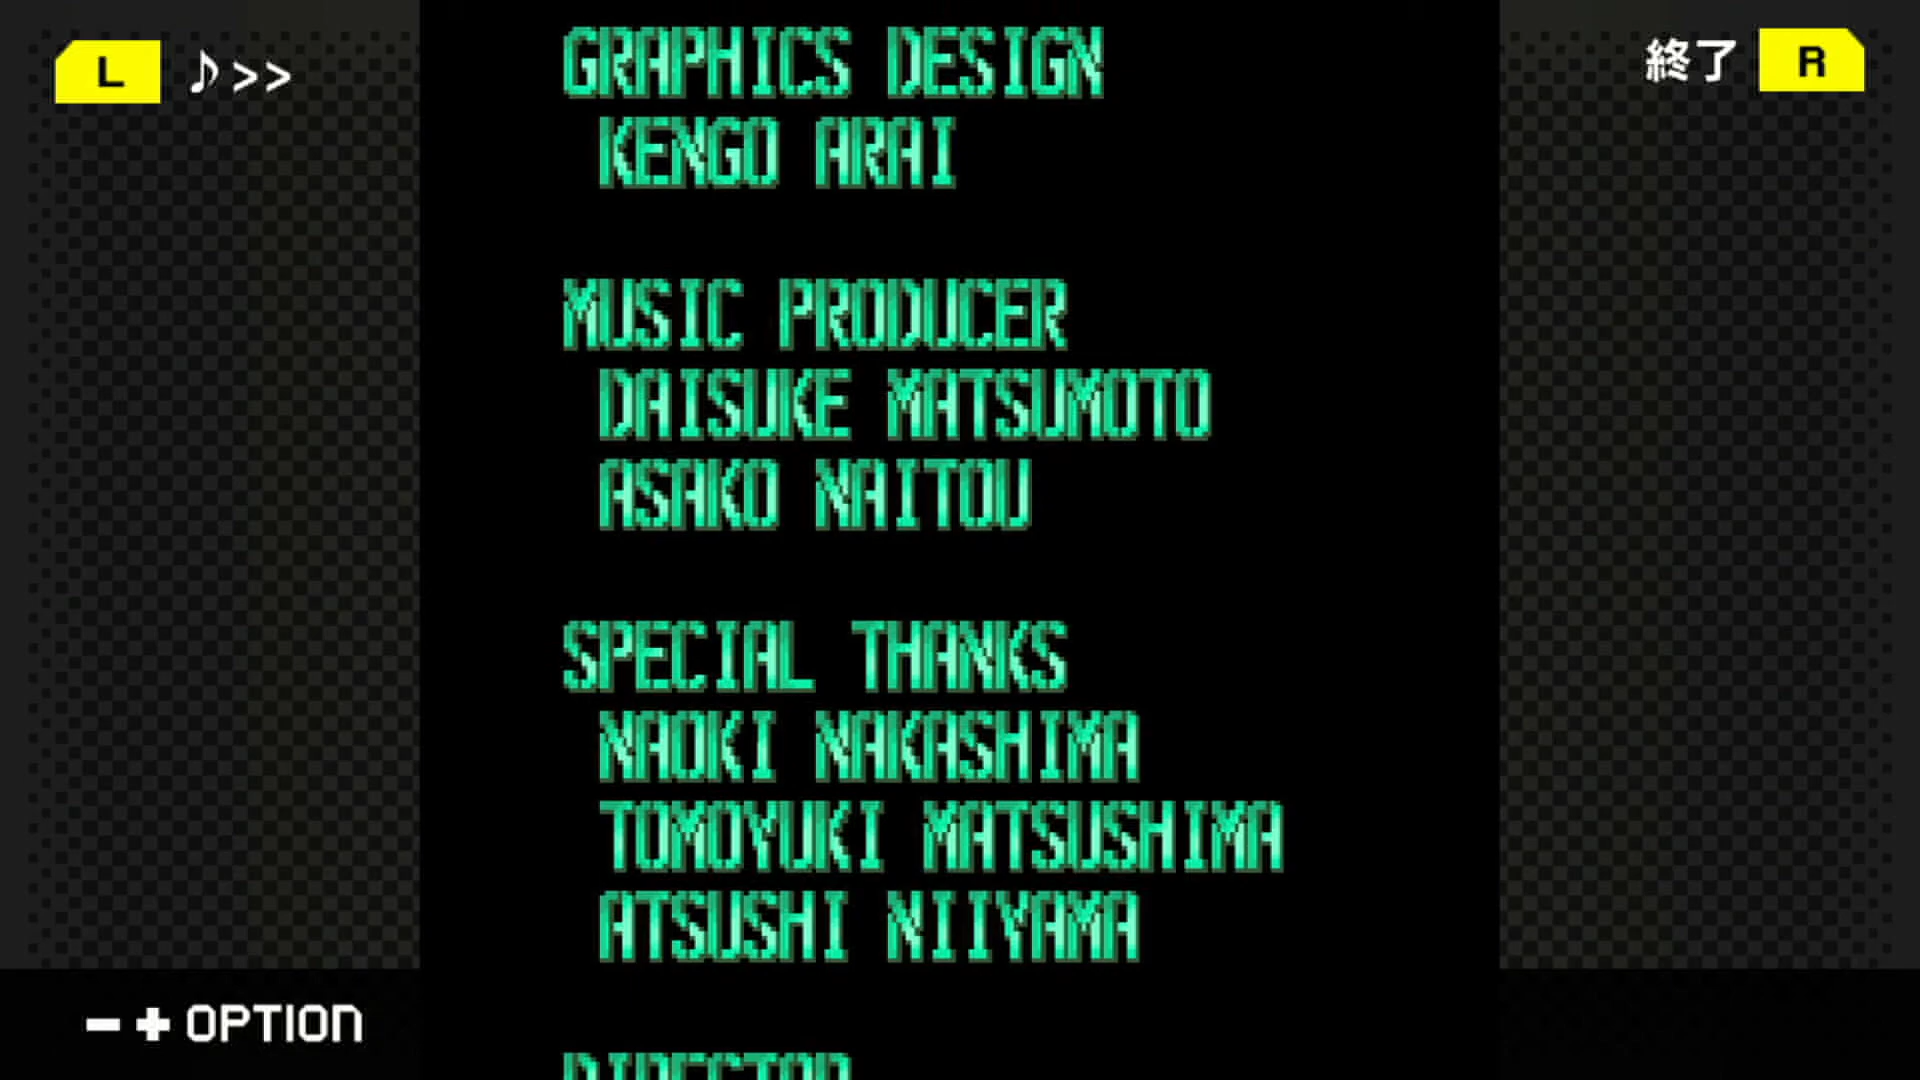 GRAPHICS DESIGN
L ♪>>
終了 R
KENGO ARAI
MUSIC PRODUCER
DAISUKE MATSUMOTO
ASAKO NAITOU
SPECIAL THANKS
NAOKI NAKASHIMA
TOMOYUKI MATSUSHIMA
ATSUSHI NIIYAMA
-+OPTION
DIRECTOR